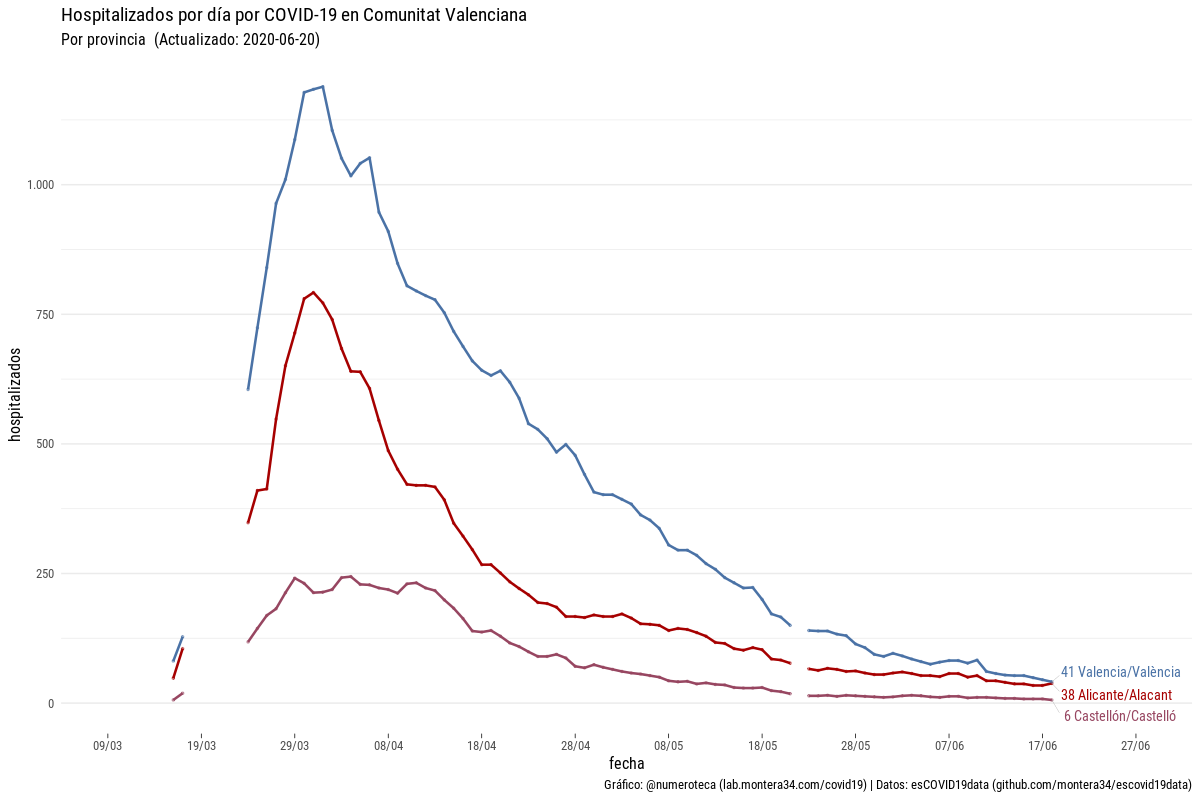 Hospitalizados por día por COVID-19 en Comunitat Valenciana
Por provincia  (Actualizado: 2020-06-20)
hospitalizados
1.000
750
500
250
0
41 Valencia/València
38 Alicante/Alacant
6 Castellón/Castelló
09/03
19/03
29/03
08/04
18/04
28/04
08/05
18/05
28/05
07/06
17/06
27/06
fecha
Gráfico: @numeroteca (lab.montera34.com/covid19) | Datos: esCOVID19data (github.com/montera34/escovid19data)